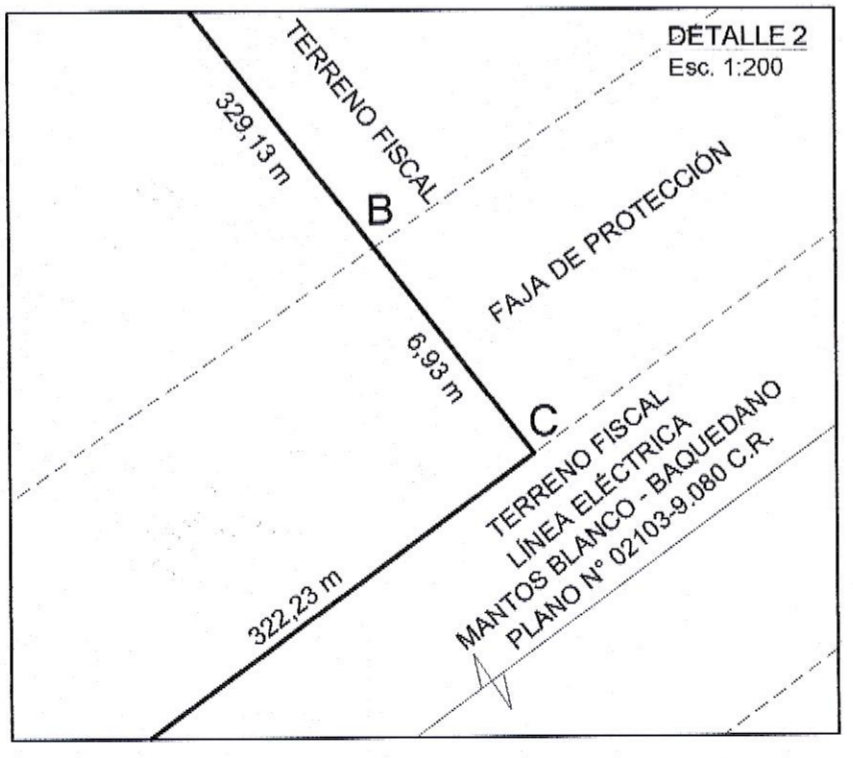 DETALLE 2
Esc. 1:200
TERRENO FISCAL
329,13 m
B
FAJA DE PROTECCIÓN
6,93 m
C
TERRENO FISCAL
LÍNEA ELÉCTRICA
MANTOS BLANCO - BAQUEDANO
PLANO N° 02103-9.080 C.R.
322,23 m